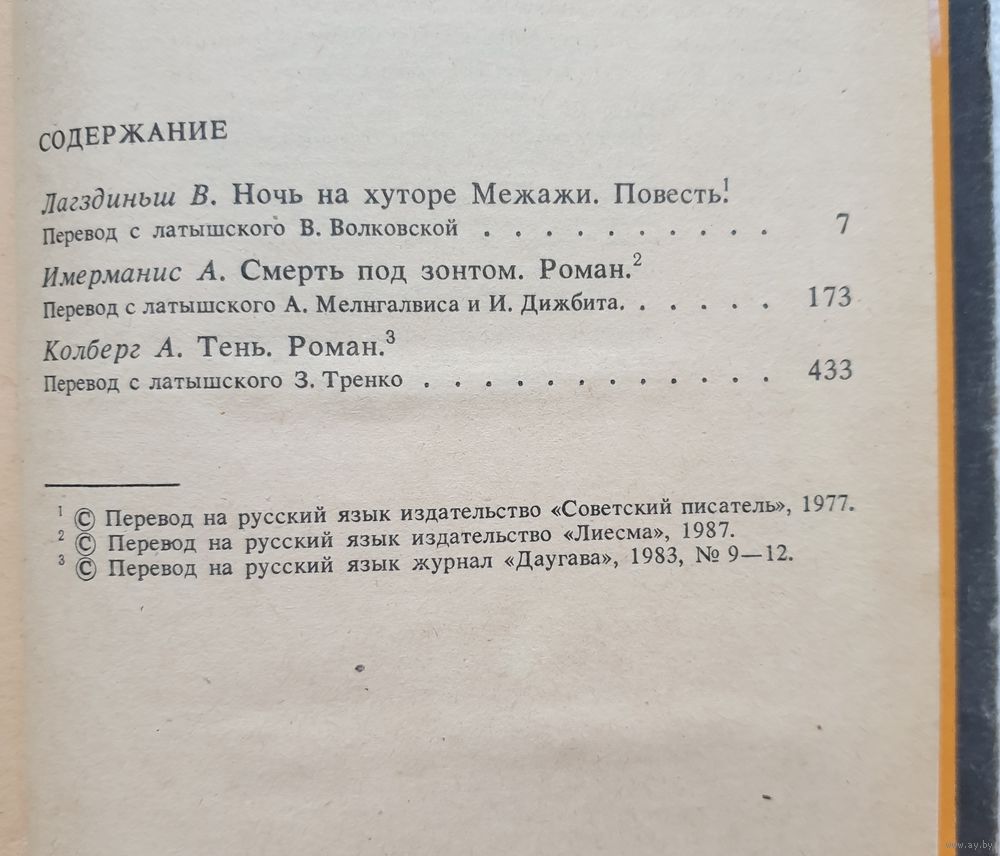 СОДЕРЖАНИЕ
Лагздиньш В. Ночь на хуторе Межажи. Повесть.¹
Перевод с латышского В. Волковской . . . . . . . . . . 7
Имерманис А. Смерть под зонтом. Роман.²
Перевод с латышского А. Мелнгалвиса и И. Дижбита. . . . . . 173
Колберг А. Тень. Роман.³
Перевод с латышского З. Тренко . . . . . . . . . . . . 433
¹ © Перевод на русский язык издательство «Советский писатель», 1977.
² © Перевод на русский язык издательство «Лиесма», 1987.
³ © Перевод на русский язык журнал «Даугава», 1983, № 9—12.
www.ay.by